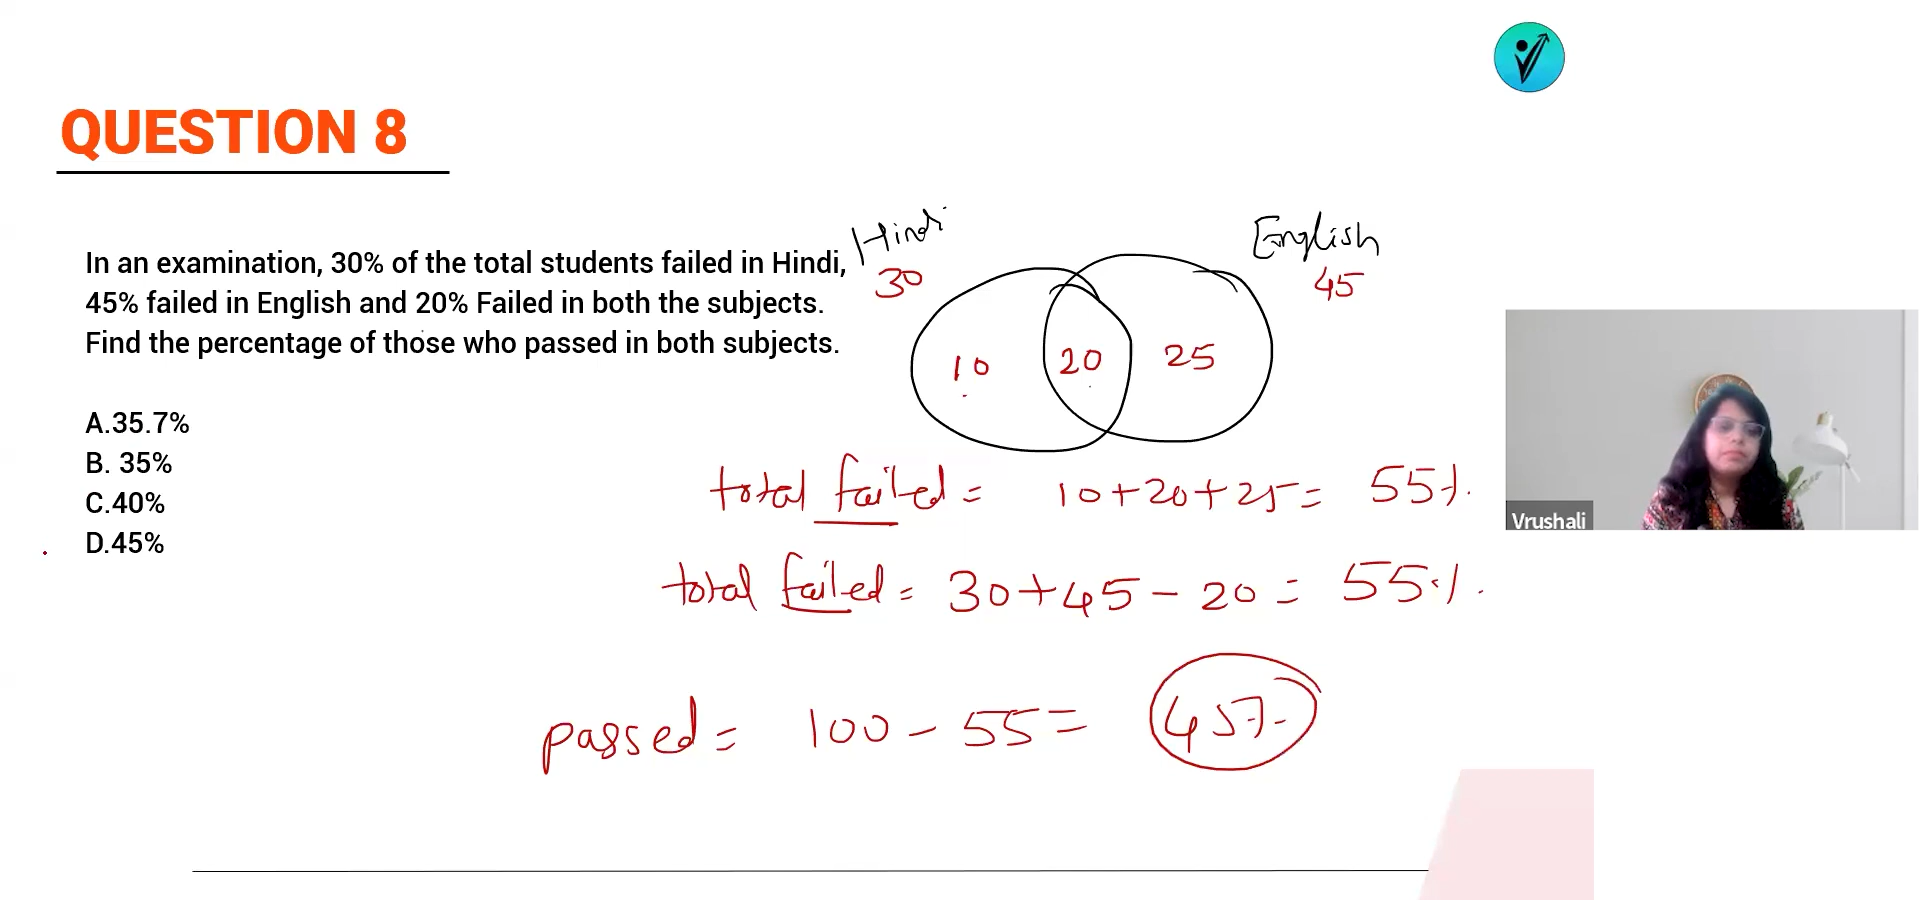 QUESTION 8
In an examination, 30% of the total students failed in Hindi,
45% failed in English and 20% Failed in both the subjects.
Find the percentage of those who passed in both subjects.
A.35.7%
B. 35%
C.40%
D.45%
Hindi
30
English
45
10
20
25
total failed = 10+20+25= 55%.
total failed = 30+45-20= 55%.
passed = 100-55= 45%
Vrushali